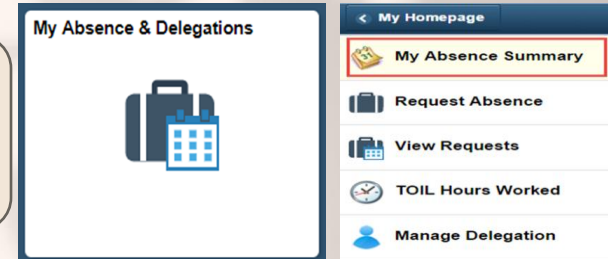 My Absence & Delegations
< My Homepage
My Absence Summary
Request Absence
View Requests
TOIL Hours Worked
Manage Delegation